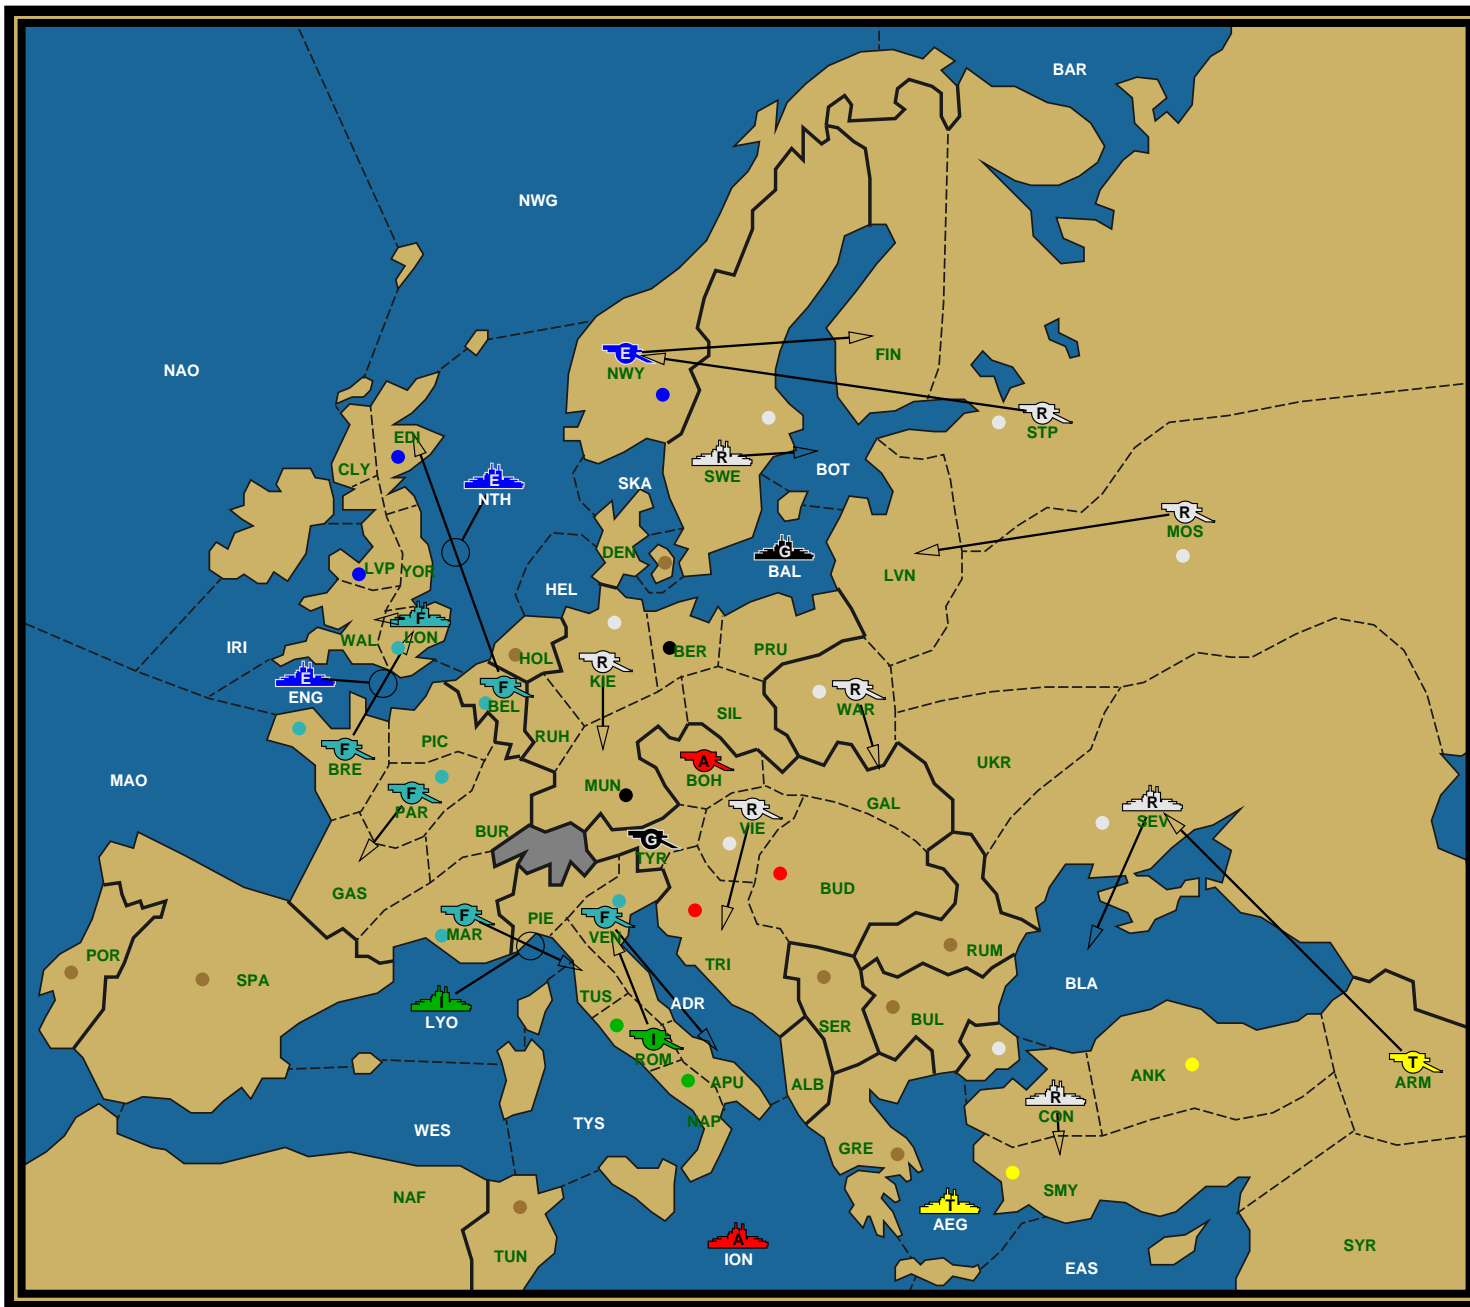 BAR
NWG
NAO
E
FIN
NWY
R
STP
EDI
R
CLY
E
SKA
BOT
SWE
NTH
R
MOS
DEN
G
LVP
YOR
BAL
LVN
HEL
F
WAL
LON
IRI
HOL
BER
PRU
R
KIE
E
ENG
F
BEL
R
WAR
SIL
PIC
RUH
F
BRE
A
BOH
UKR
MAO
MUN
F
PAR
R
VIE
GAL
R
SEV
BUR
G
TYR
GAS
BUD
F
MAR
PIE
F
VEN
POR
SPA
TRI
RUM
BLA
TUS
ADR
I
LYO
BUL
SER
I
ROM
T
ARM
ANK
APU
ALB
R
CON
NAP
WES
TYS
GRE
NAF
SMY
T
AEG
A
ION
SYR
TUN
EAS